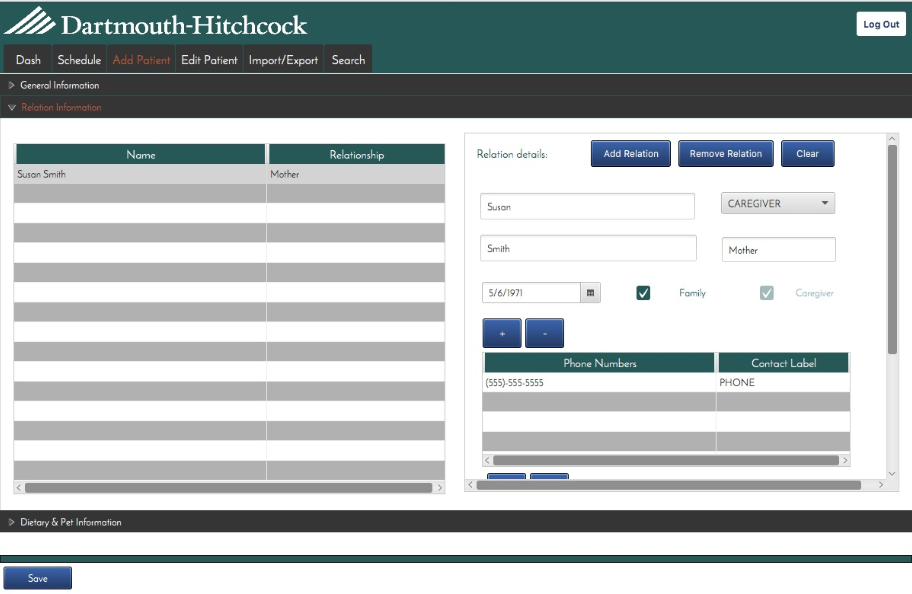 Dartmouth-Hitchcock
Log Out
Dash Schedule Add Patient Edit Patient Import/Export Search
General Information
Relation Information
Name Relationship
Susan Smith Mother
Relation details: Add Relation Remove Relation Clear
Susan CAREGIVER
Smith Mother
5/6/1971 Family Caregiver
+ -
Phone Numbers Contact Label
(555)-555-5555 PHONE
Dietary & Pet Information
Save